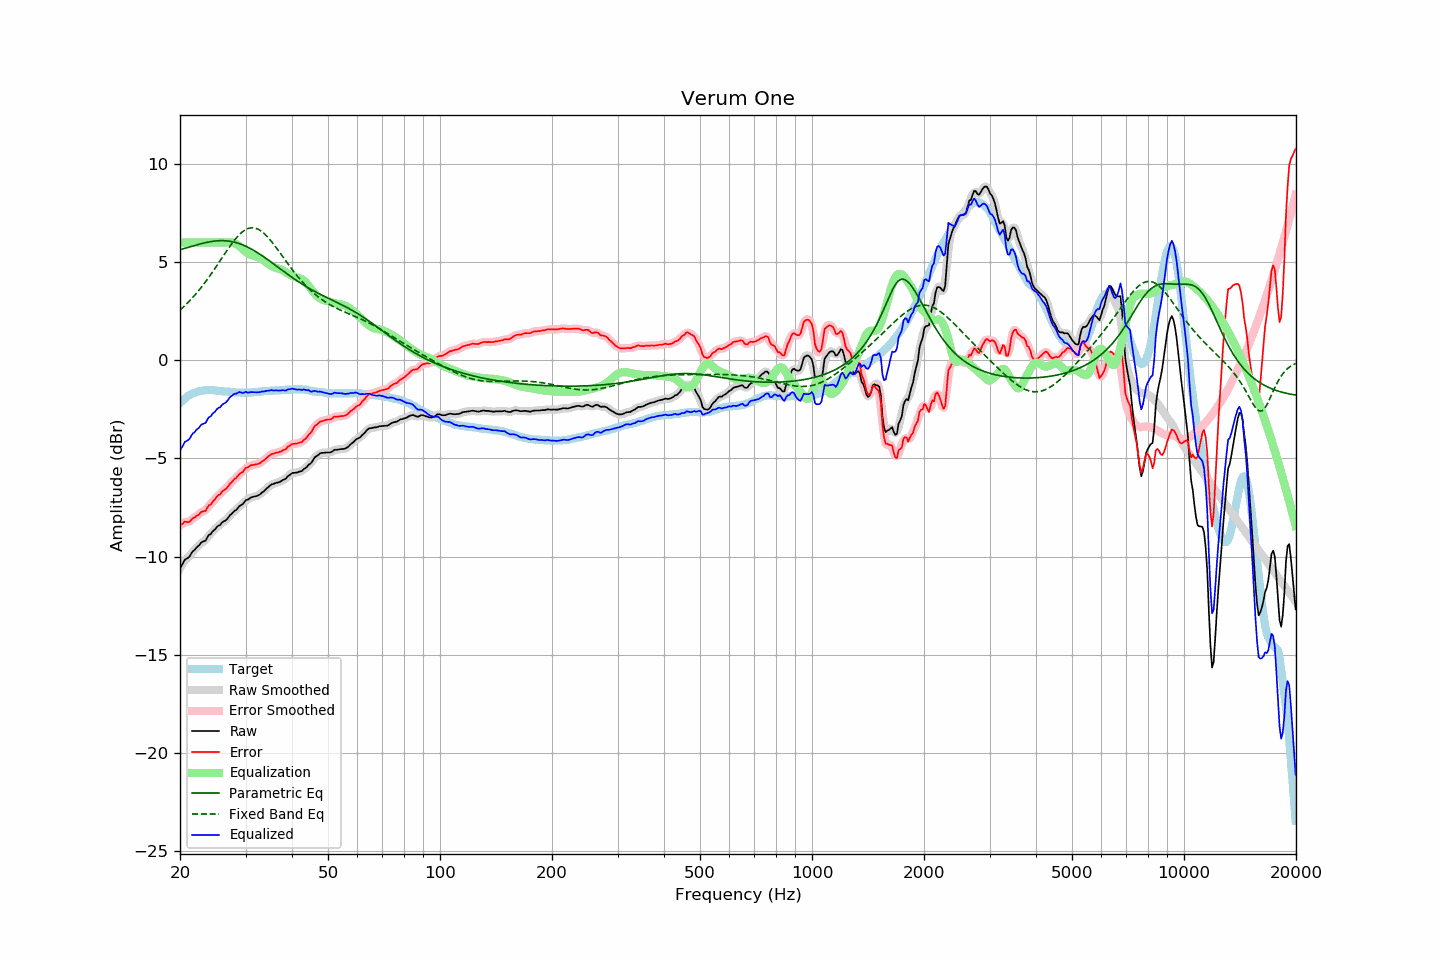 Verum One
Amplitude (dBr)
10
5
0
−5
−10
−15
−20
−25
Target
Raw Smoothed
Error Smoothed
Raw
Error
Equalization
Parametric Eq
Fixed Band Eq
Equalized
20 50 100 200 500 1000 2000 5000 10000 20000
Frequency (Hz)